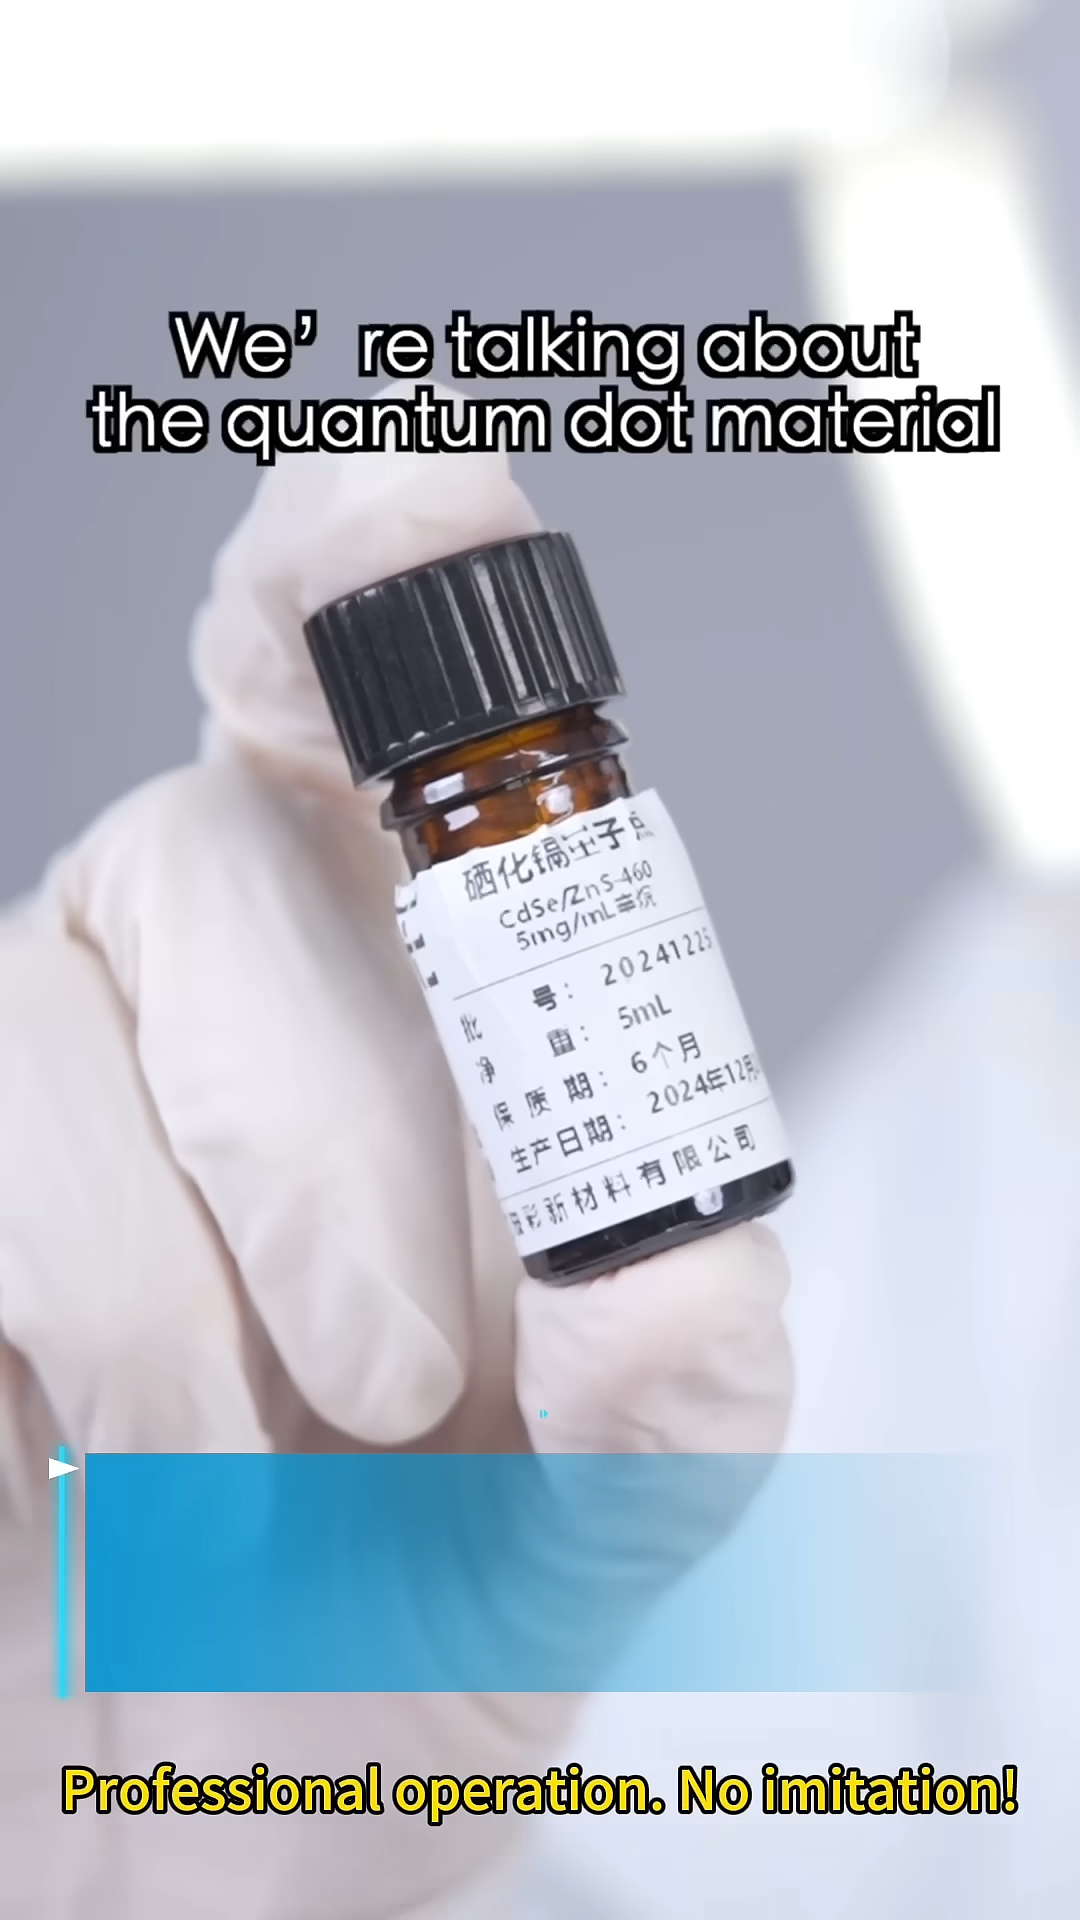 We’re talking about
the quantum dot material
硒化镉量子点
CdSe/ZnS-460
5mg/mL辛烷
批 号: 20241225
净 重: 5mL
保 质 期: 6个月
生产日期: 2024年12月
彩新材料有限公司
Professional operation. No imitation!